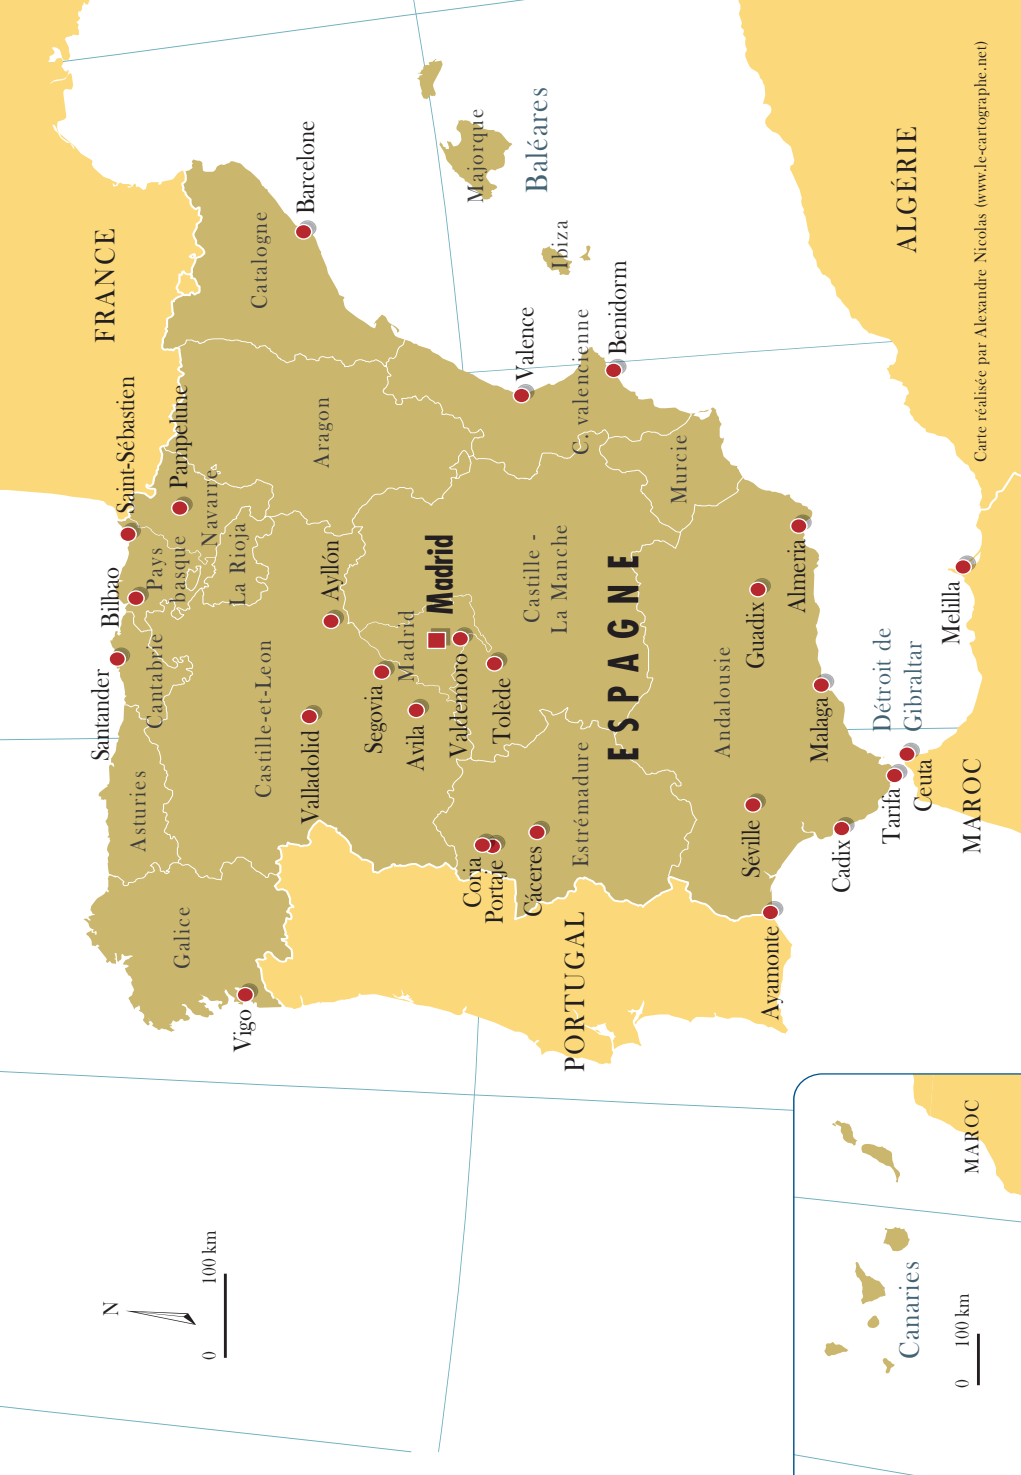 FRANCE
Santander
Bilbao
Saint-Sébastien
Pampelune
Asturies
Cantabrie
Pays
basque
Navarre
La Rioja
Galice
Vigo
Castille-et-Leon
Valladolid
Ayllón
Aragon
Catalogne
Barcelone
Segovia
Avila
Madrid
Madrid
Valdemoro
Tolède
Castille -
La Manche
Coria
Portaje
Cáceres
Estrémadure
PORTUGAL
ESPAGNE
Valence
C. valencienne
Benidorm
Murcie
Majorque
Ibiza
Baléares
Andalousie
Séville
Guadix
Almeria
Malaga
Cadix
Ayamonte
Tarifa
Ceuta
Détroit de
Gibraltar
Melilla
MAROC
ALGÉRIE
N
0
100 km
Canaries
MAROC
0
100 km
Carte réalisée par Alexandre Nicolas (www.le-cartographe.net)